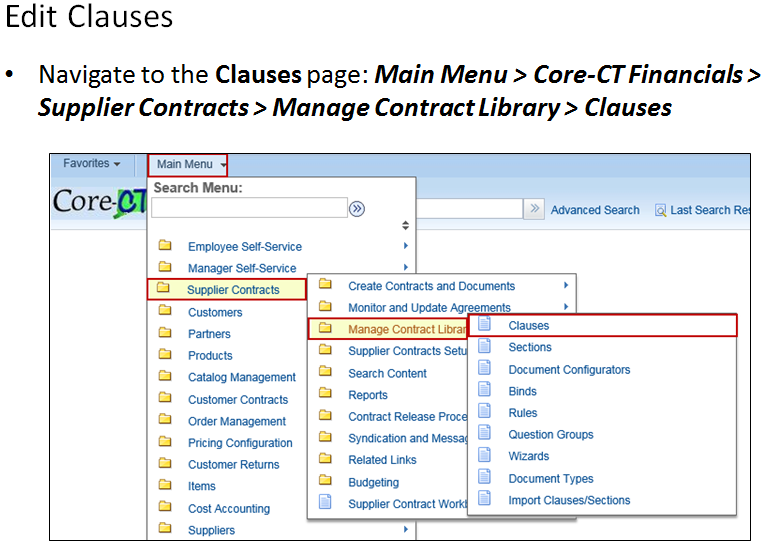 Edit Clauses
• Navigate to the Clauses page: Main Menu > Core-CT Financials >
Supplier Contracts > Manage Contract Library > Clauses
Favorites
Main Menu
Search Menu:
Core-CT
Advanced Search
Last Search Res
Employee Self-Service
Manager Self-Service
Supplier Contracts
Customers
Partners
Products
Catalog Management
Customer Contracts
Order Management
Pricing Configuration
Customer Returns
Items
Cost Accounting
Suppliers
Create Contracts and Documents
Monitor and Update Agreements
Manage Contract Librar
Supplier Contracts Setu
Search Content
Reports
Contract Release Proce
Syndication and Messag
Related Links
Budgeting
Supplier Contract Workb
Clauses
Sections
Document Configurators
Binds
Rules
Question Groups
Wizards
Document Types
Import Clauses/Sections